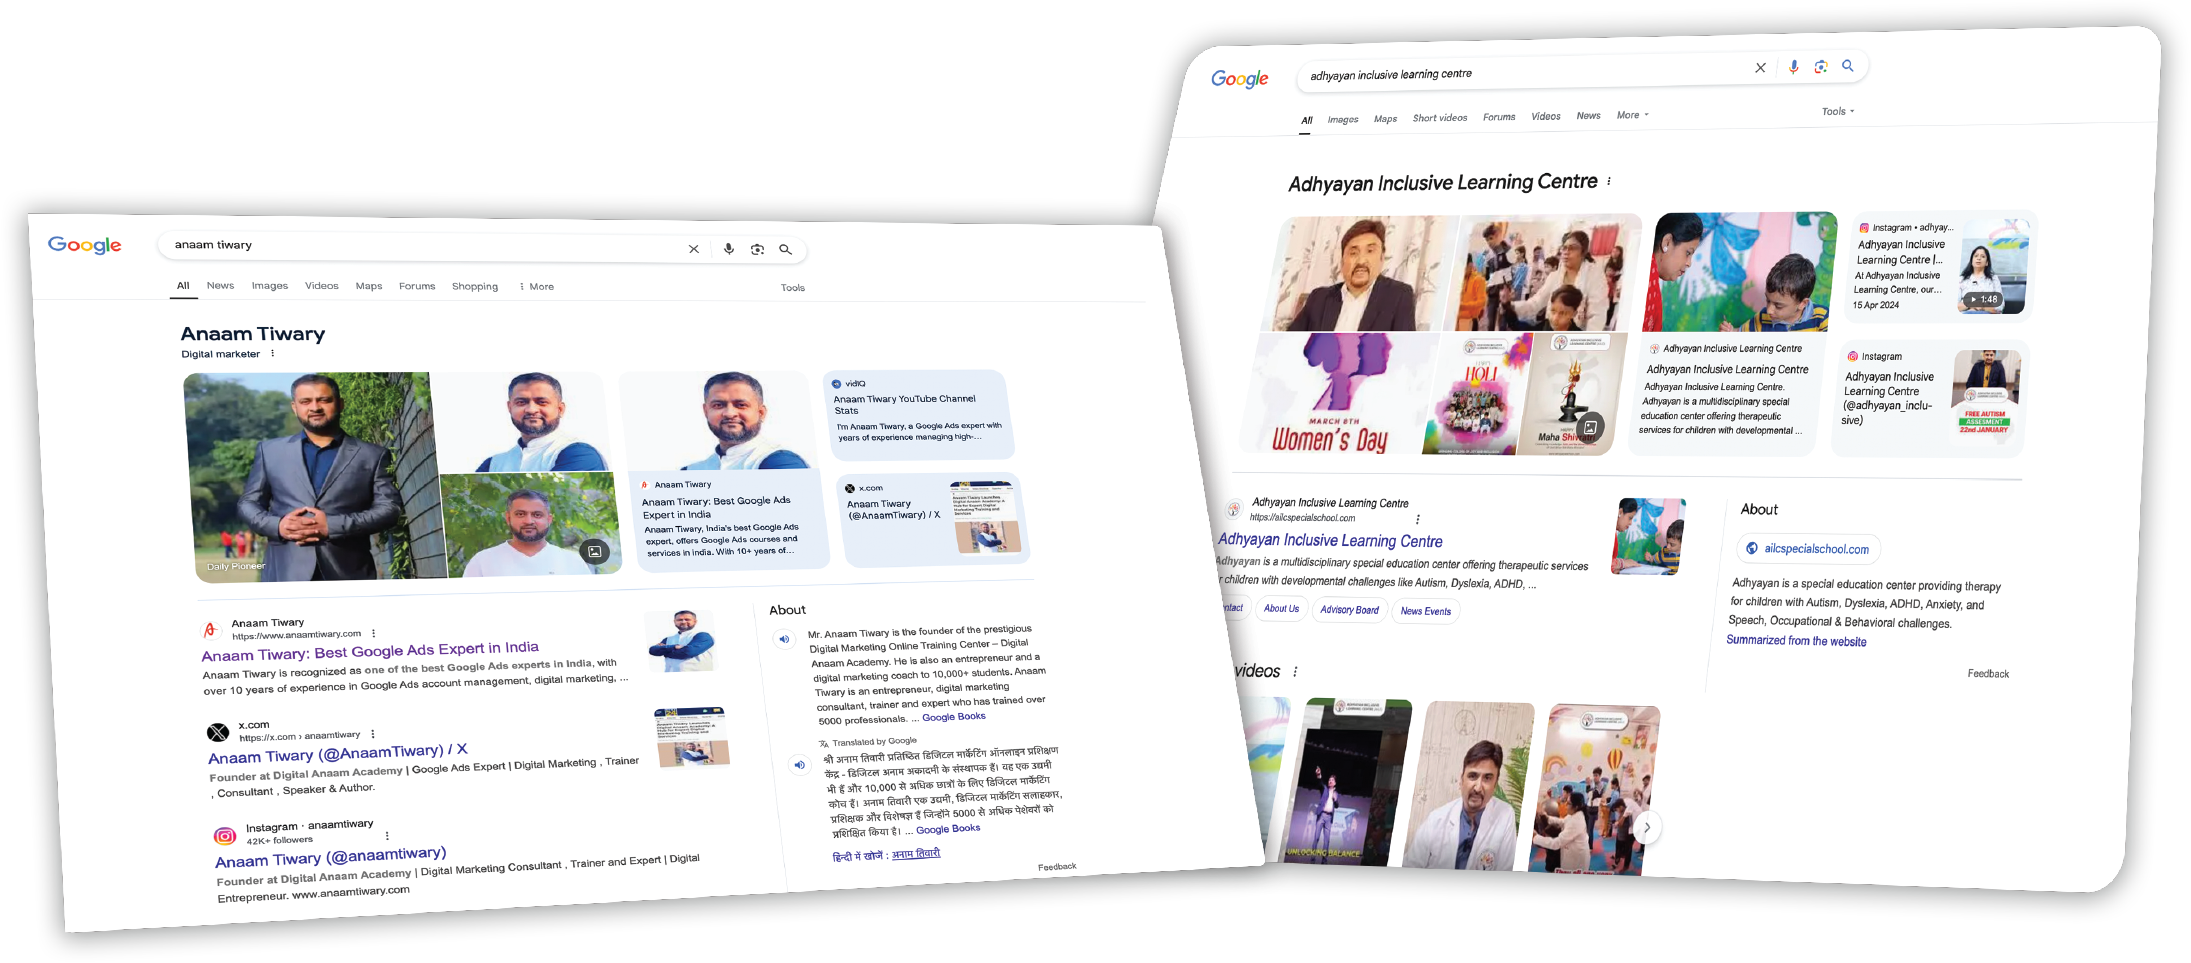 Google
anaam tiwary
All News Images Videos Maps Forums Shopping More Tools
Anaam Tiwary
Digital marketer
Daily Pioneer
Anaam Tiwary
Anaam Tiwary: Best Google Ads
Expert in India
Anaam Tiwary, India's best Google Ads
expert, offers Google Ads courses and
services in India. With 10+ years of...
vidIQ
Anaam Tiwary YouTube Channel
Stats
I'm Anaam Tiwary, a Google Ads expert with
years of experience managing high-...
x.com
Anaam Tiwary
(@AnaamTiwary) / X
Anaam Tiwary
https://www.anaamtiwary.com
Anaam Tiwary: Best Google Ads Expert in India
Anaam Tiwary is recognized as one of the best Google Ads experts in India, with
over 10 years of experience in Google Ads account management, digital marketing, ...
x.com
https://x.com › anaamtiwary
Anaam Tiwary (@AnaamTiwary) / X
Founder at Digital Anaam Academy | Google Ads Expert | Digital Marketing , Trainer
, Consultant , Speaker & Author.
Instagram · anaamtiwary
42K+ followers
Anaam Tiwary (@anaamtiwary)
Founder at Digital Anaam Academy | Digital Marketing Consultant , Trainer and Expert | Digital
Entrepreneur. www.anaamtiwary.com
About
Mr. Anaam Tiwary is the founder of the prestigious
Digital Marketing Online Training Center – Digital
Anaam Academy. He is also an entrepreneur and a
digital marketing coach to 10,000+ students. Anaam
Tiwary is an entrepreneur, digital marketing
consultant, trainer and expert who has trained over
5000 professionals. ... Google Books
Translated by Google
श्री अनाम तिवारी प्रतिष्ठित डिजिटल मार्केटिंग ऑनलाइन प्रशिक्षण
केंद्र - डिजिटल अनाम अकादमी के संस्थापक हैं। वह एक उद्यमी
भी हैं और 10,000 से अधिक छात्रों के लिए डिजिटल मार्केटिंग
कोच हैं। अनाम तिवारी एक उद्यमी, डिजिटल मार्केटिंग सलाहकार,
प्रशिक्षक और विशेषज्ञ हैं जिन्होंने 5000 से अधिक पेशेवरों को
प्रशिक्षित किया है। ... Google Books
हिन्दी में खोजें : अनाम तिवारी
Feedback
Google
adhyayan inclusive learning centre
All Images Maps Short videos Forums Videos News More Tools
Adhyayan Inclusive Learning Centre
MARCH 8TH
Women's Day
HOLI
Maha Shivratri
Adhyayan Inclusive Learning Centre
Adhyayan Inclusive Learning Centre
Adhyayan Inclusive Learning Centre.
Adhyayan is a multidisciplinary special
education center offering therapeutic
services for children with developmental ...
Instagram • adhyay...
Adhyayan Inclusive
Learning Centre |...
At Adhyayan Inclusive
Learning Centre, our...
15 Apr 2024
1:48
Instagram
Adhyayan Inclusive
Learning Centre
(@adhyayan_inclu-
sive)
FREE AUTISM
ASSESMENT
22nd JANUARY
Adhyayan Inclusive Learning Centre
https://ailcspecialschool.com
Adhyayan Inclusive Learning Centre
Adhyayan is a multidisciplinary special education center offering therapeutic services
r children with developmental challenges like Autism, Dyslexia, ADHD, ...
ntact About Us Advisory Board News Events
About
ailcspecialschool.com
Adhyayan is a special education center providing therapy
for children with Autism, Dyslexia, ADHD, Anxiety, and
Speech, Occupational & Behavioral challenges.
Summarized from the website
Feedback
videos
UNLOCKING BALANCE